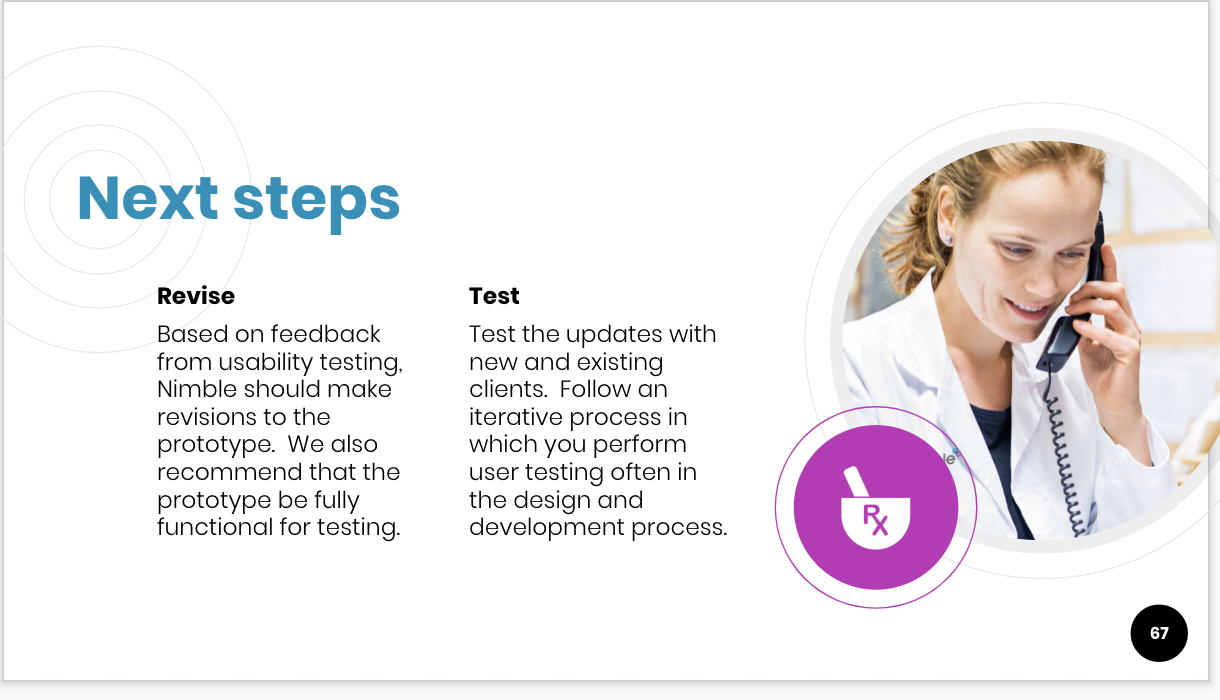 Next steps
Revise
Based on feedback
from usability testing,
Nimble should make
revisions to the
prototype.  We also
recommend that the
prototype be fully
functional for testing.
Test
Test the updates with
new and existing
clients.  Follow an
iterative process in
which you perform
user testing often in
the design and
development process.
le
Rx
67